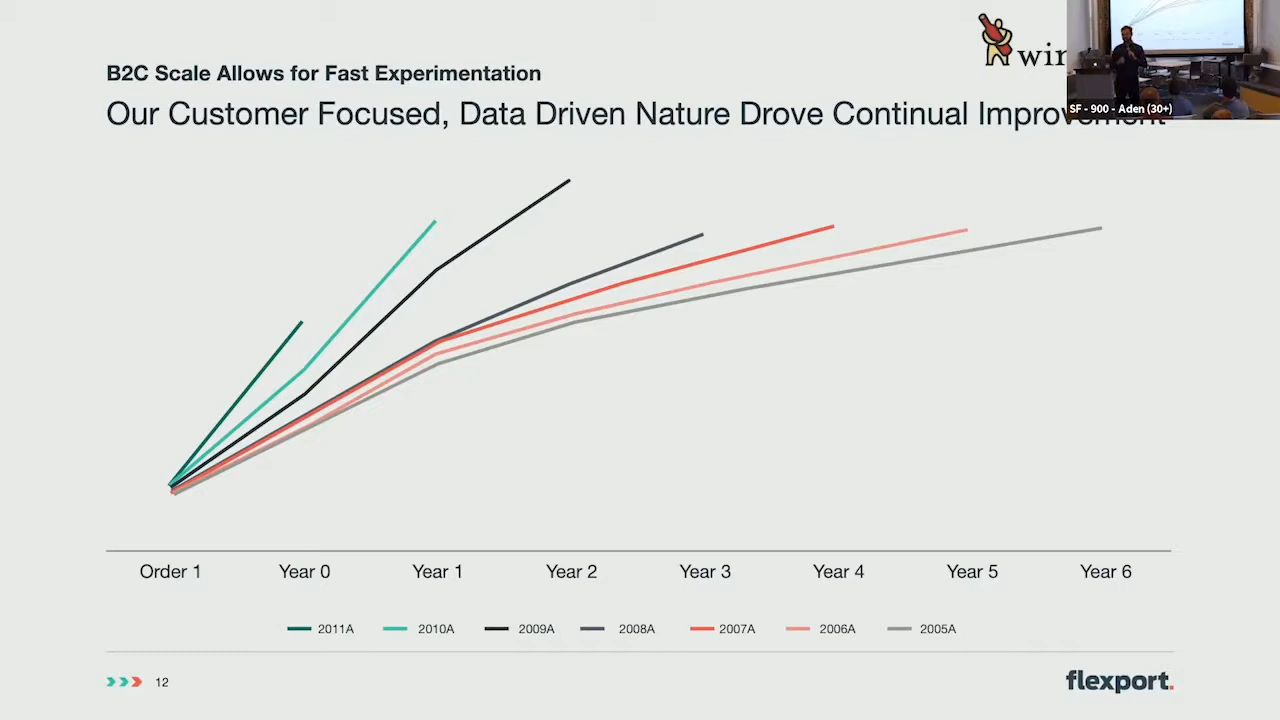 B2C Scale Allows for Fast Experimentation
Our Customer Focused, Data Driven Nature Drove Continual Improvement
SF - 900 - Aden (30+)
Order 1 Year 0 Year 1 Year 2 Year 3 Year 4 Year 5 Year 6
2011A 2010A 2009A 2008A 2007A 2006A 2005A
12
flexport.